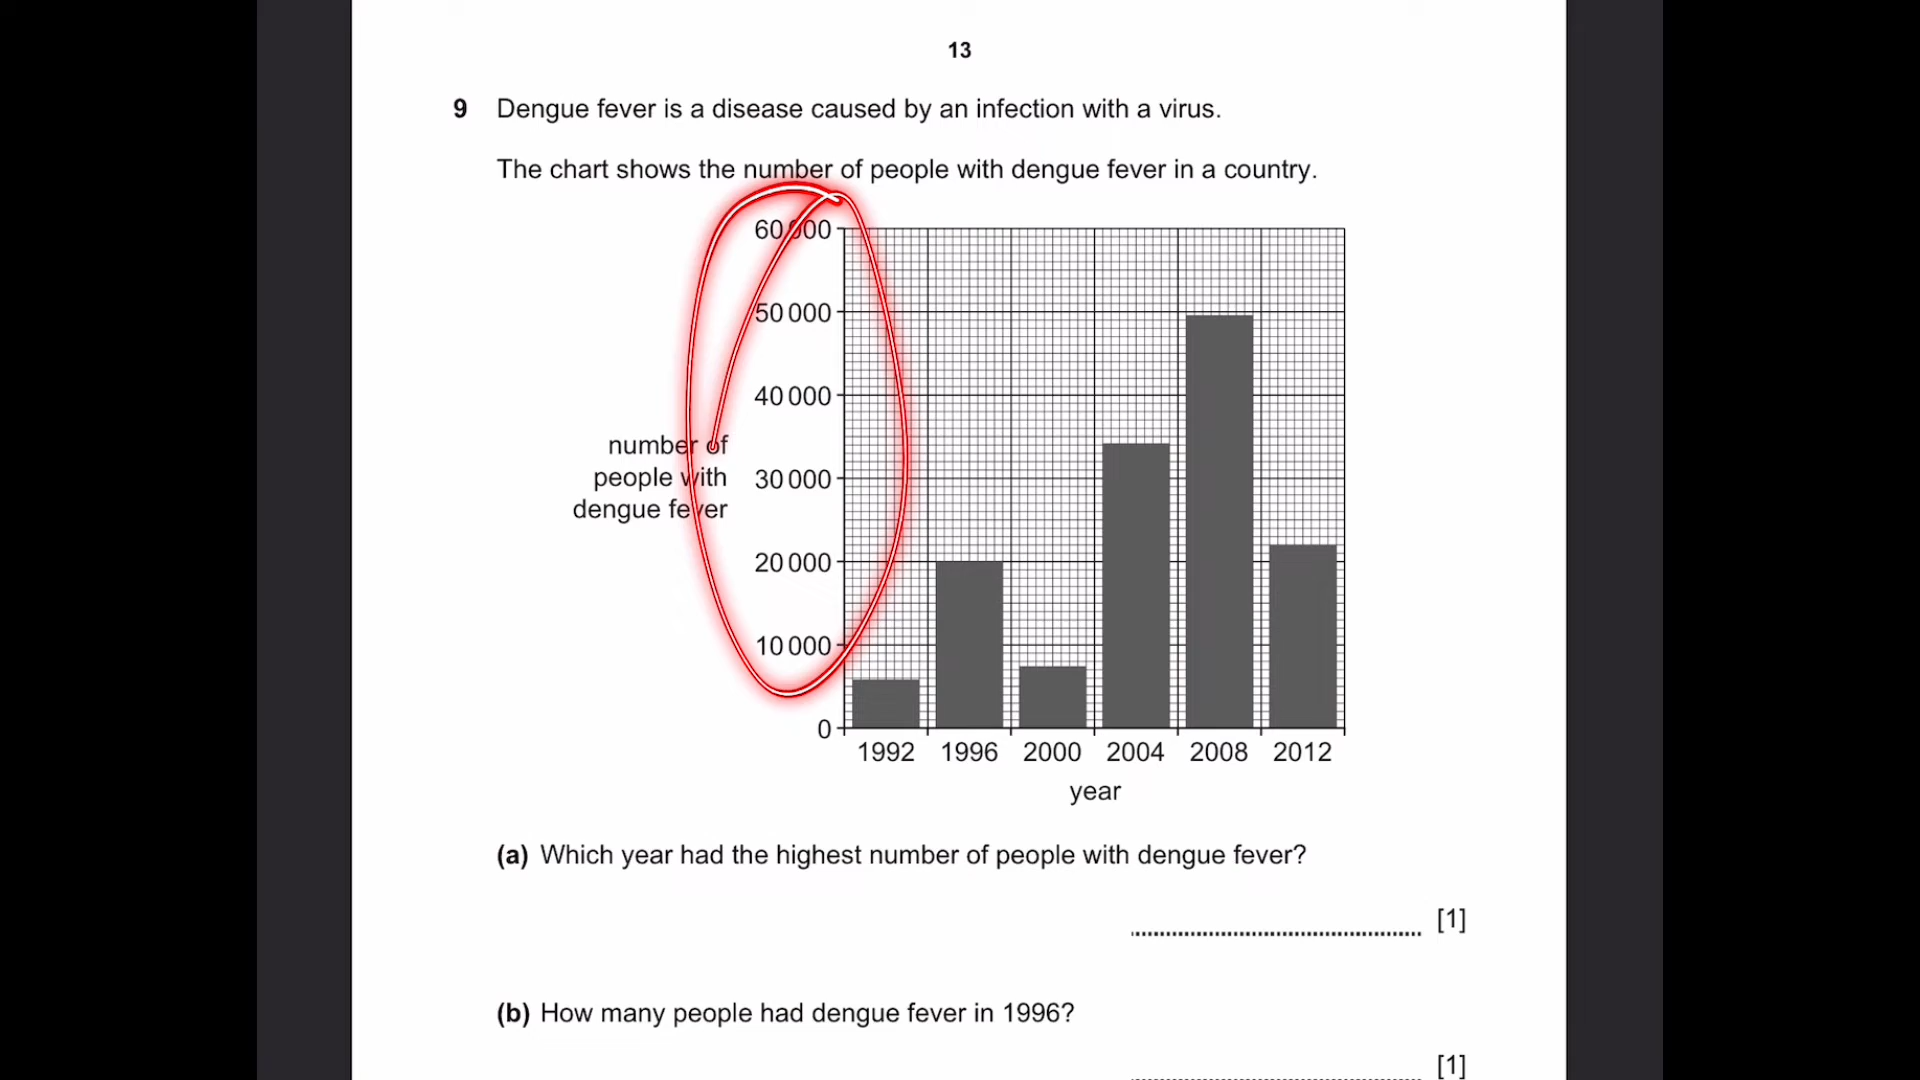 13
9 Dengue fever is a disease caused by an infection with a virus.
The chart shows the number of people with dengue fever in a country.
60 000
50 000
40 000
number of
people with
dengue fever
30 000
20 000
10 000
0
1992 1996 2000 2004 2008 2012
year
(a) Which year had the highest number of people with dengue fever?
[1]
(b) How many people had dengue fever in 1996?
[1]